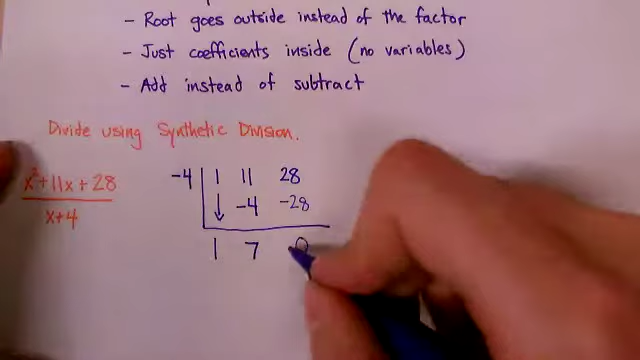 - Root goes outside instead of the factor
- Just coefficients inside (no variables)
- Add instead of subtract
Divide using Synthetic Division.
x²+11x+28
x+4
-4 1 11 28
↓ -4 -28
1 7 0